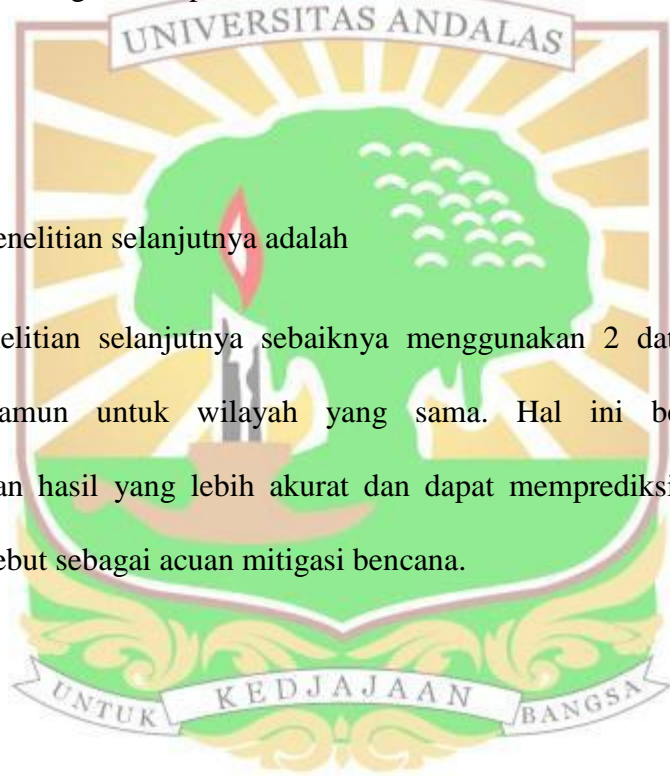 UNIVERSITAS ANDALAS
enelitian selanjutnya adalah
elitian selanjutnya sebaiknya menggunakan 2 dat
amun untuk wilayah yang sama. Hal ini be
an hasil yang lebih akurat dan dapat memprediksi
ebut sebagai acuan mitigasi bencana.
UNTUK KEDJAJAAN BANGSA